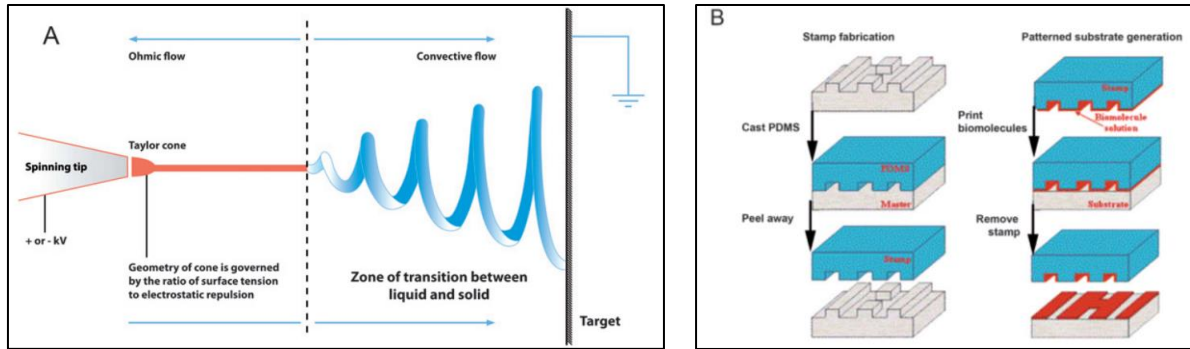 A
Ohmic flow
Convective flow
Taylor cone
Spinning tip
+ or - kV
Geometry of cone is governed
by the ratio of surface tension
to electrostatic repulsion
Zone of transition between
liquid and solid
Target
B
Stamp fabrication
Cast PDMS
PDMS
Master
Peel away
Stamp
Patterned substrate generation
Stamp
Biomolecule
solution
Print
biomolecules
Substrate
Remove
stamp